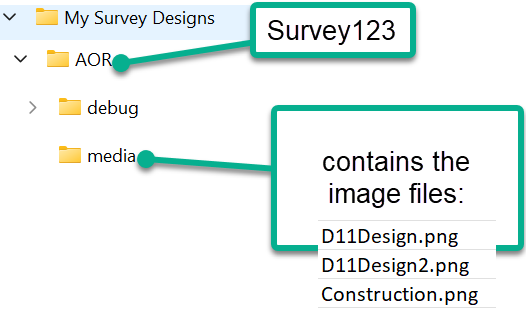 My Survey Designs
Survey123
AOR
debug
media
contains the
image files:
D11Design.png
D11Design2.png
Construction.png